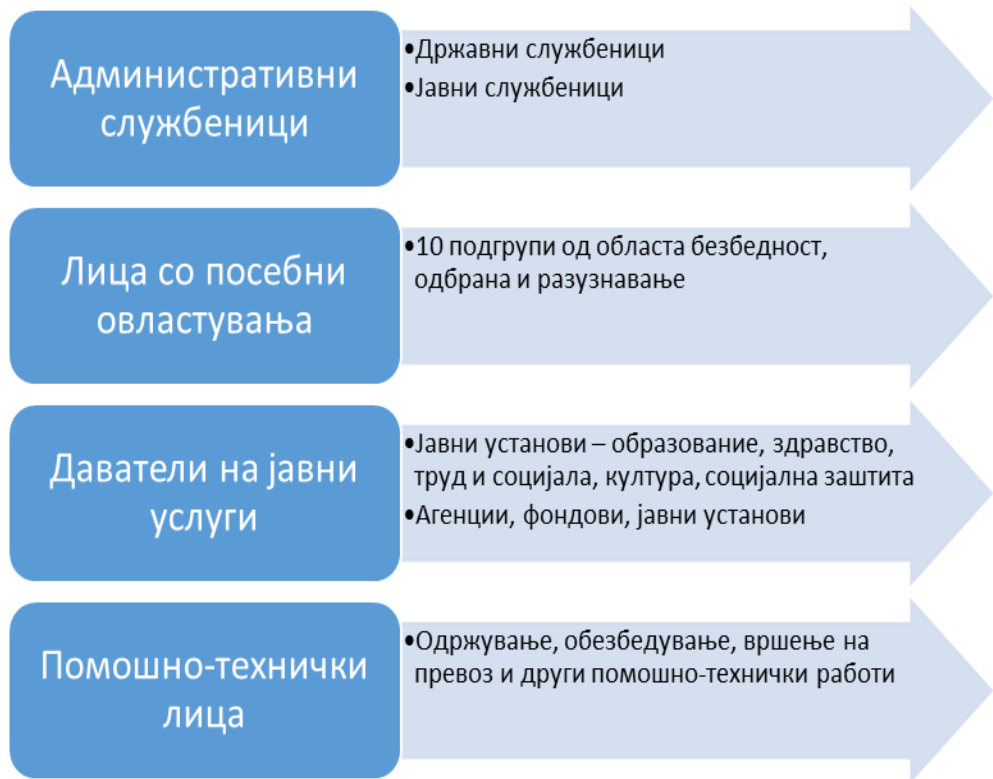 Административни
службеници
•Државни службеници
•Јавни службеници
Лица со посебни
овластувања
•10 подгрупи од областа безбедност,
одбрана и разузнавање
Даватели на јавни
услуги
•Јавни установи – образование, здравство,
труд и социјала, култура, социјална заштита
•Агенции, фондови, јавни установи
Помошно-технички
лица
•Одржување, обезбедување, вршење на
превоз и други помошно-технички работи